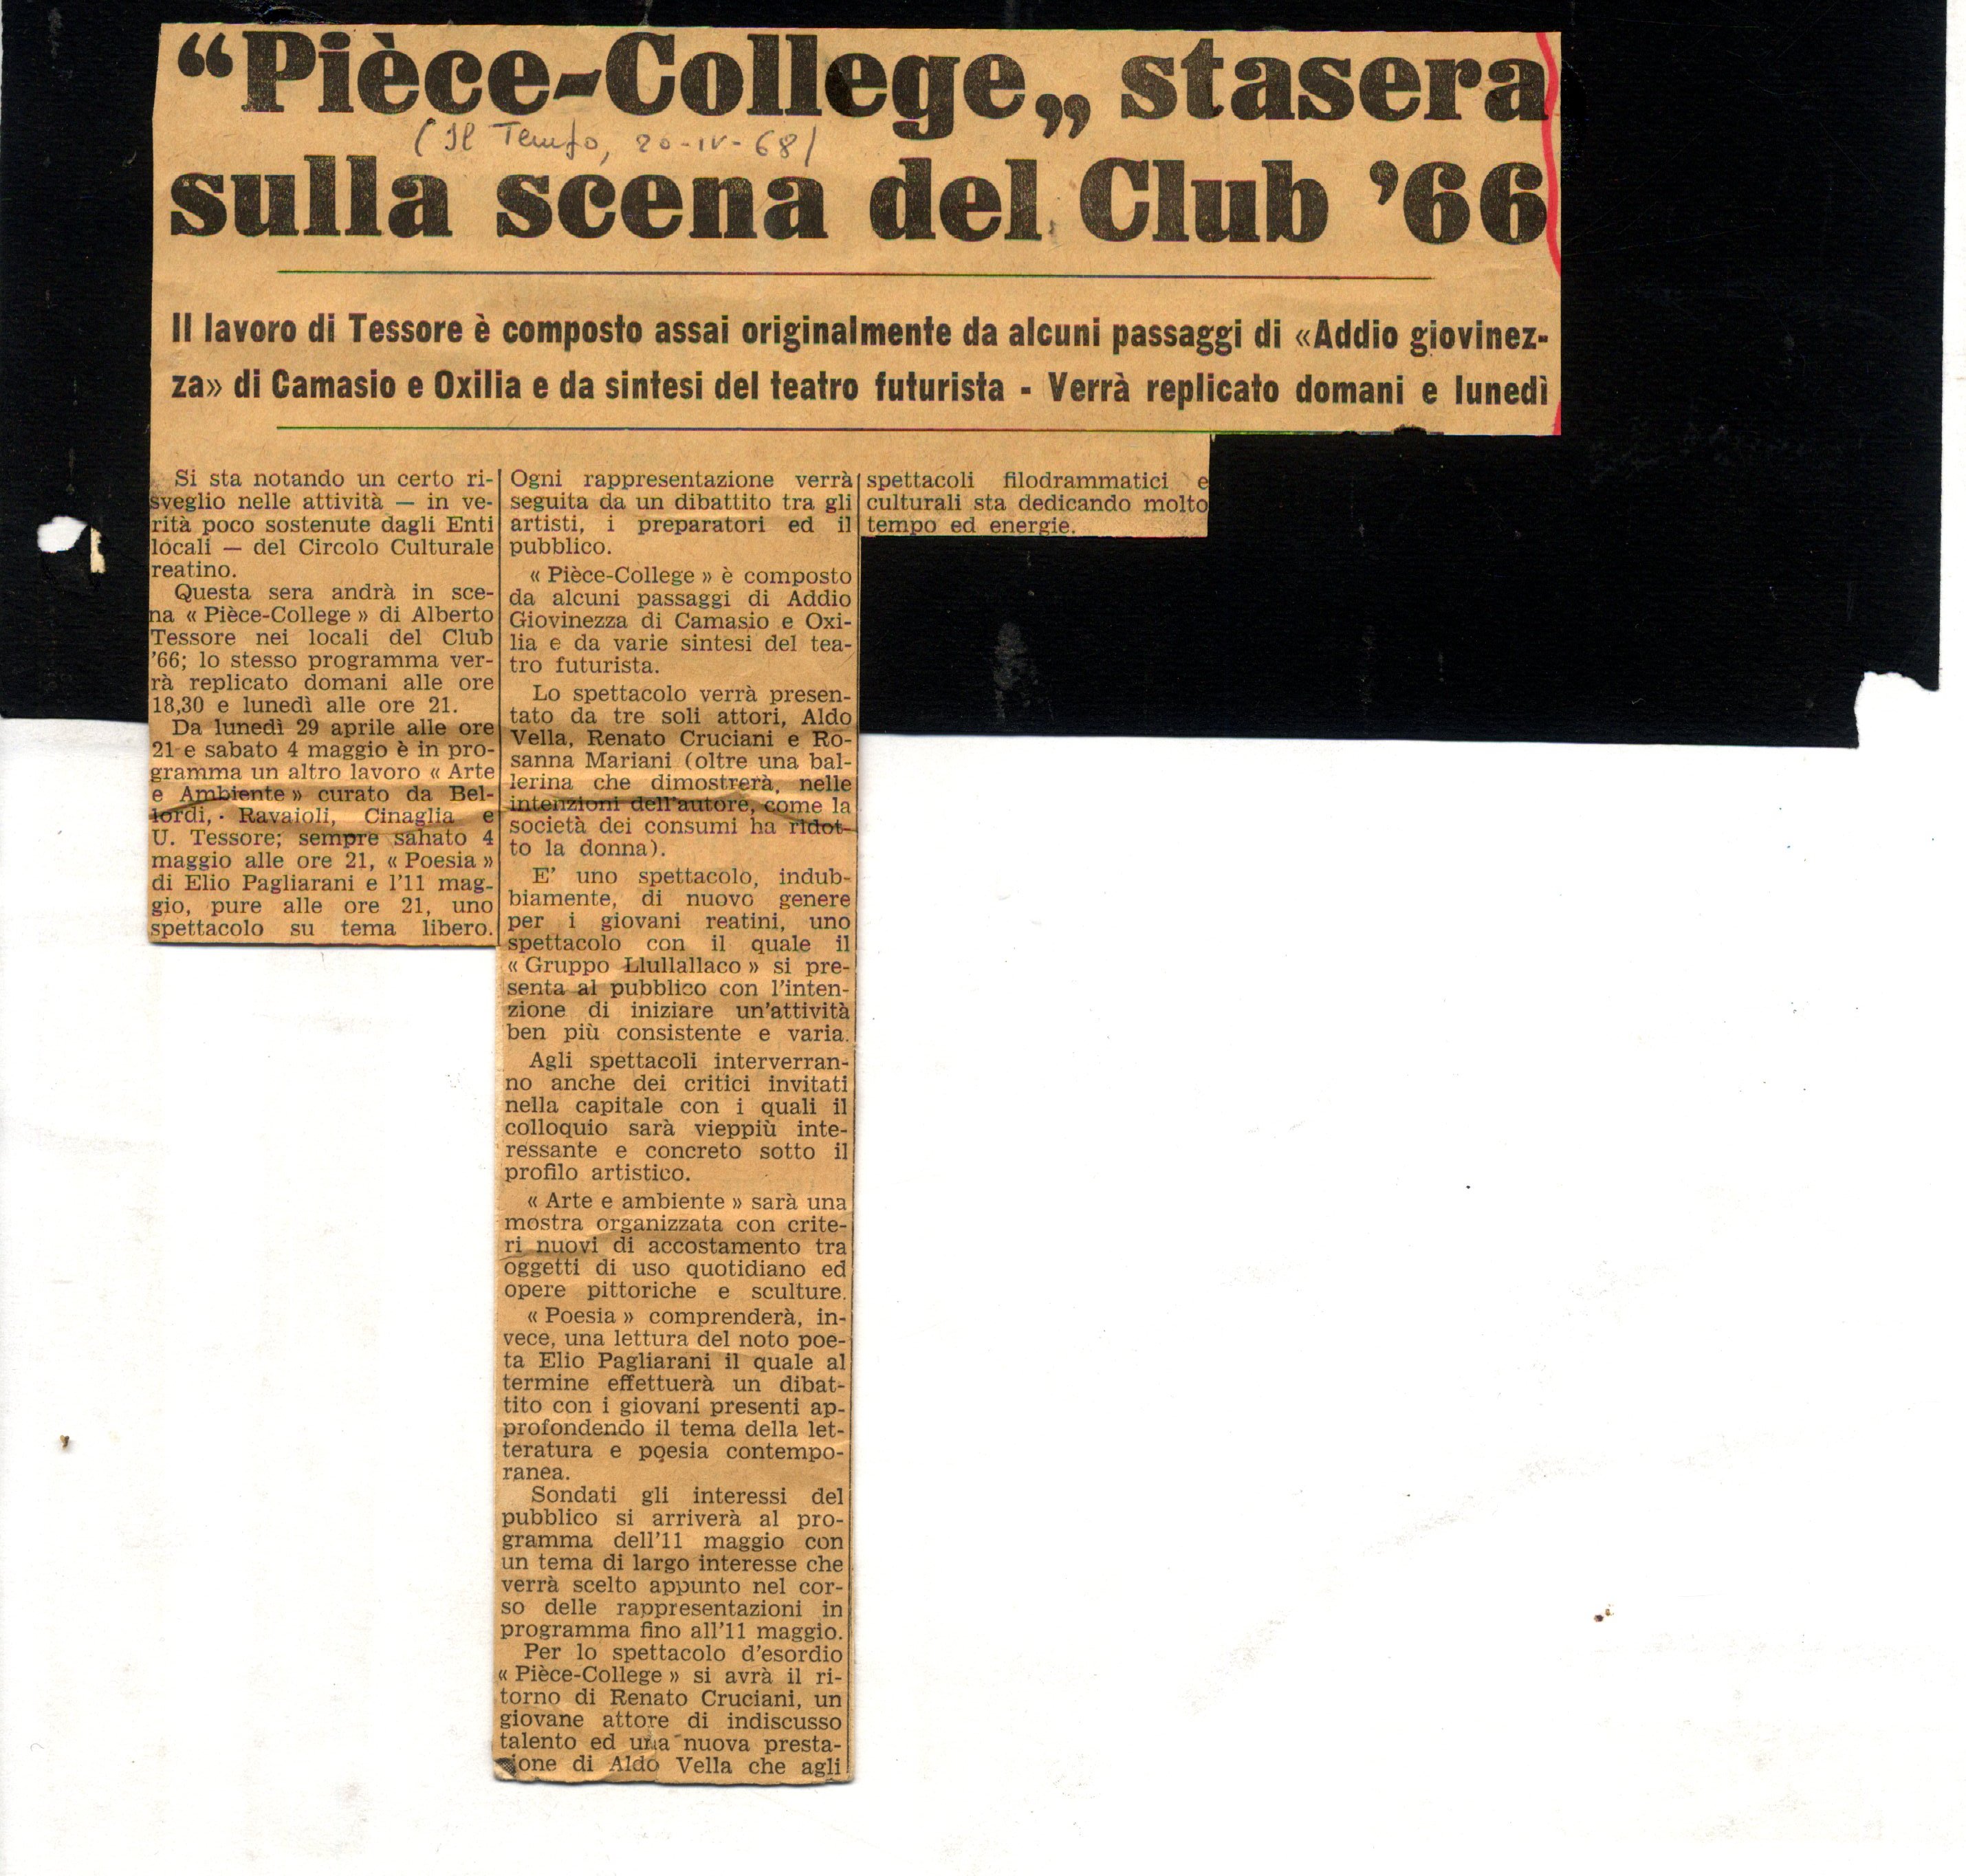 “Pièce-College„ stasera
(Il Tempo, 20-IV-68)
sulla scena del Club ’66
Il lavoro di Tessore è composto assai originalmente da alcuni passaggi di «Addio giovinez-
za» di Camasio e Oxilia e da sintesi del teatro futurista - Verrà replicato domani e lunedì
Si sta notando un certo ri-
sveglio nelle attività — in ve-
rità poco sostenute dagli Enti
locali — del Circolo Culturale
reatino.
Questa sera andrà in sce-
na « Pièce-College » di Alberto
Tessore nei locali del Club
’66; lo stesso programma ver-
rà replicato domani alle ore
18,30 e lunedì alle ore 21.
Da lunedì 29 aprile alle ore
21 e sabato 4 maggio è in pro-
gramma un altro lavoro « Arte
e Ambiente » curato da Bel-
lordi, Ravaioli, Cinaglia e
U. Tessore; sempre sahato 4
maggio alle ore 21, « Poesia »
di Elio Pagliarani e l’11 mag-
gio, pure alle ore 21, uno
spettacolo su tema libero.
Ogni rappresentazione verrà
seguita da un dibattito tra gli
artisti, i preparatori ed il
pubblico.
« Pièce-College » è composto
da alcuni passaggi di Addio
Giovinezza di Camasio e Oxi-
lia e da varie sintesi del tea-
tro futurista.
Lo spettacolo verrà presen-
tato da tre soli attori, Aldo
Vella, Renato Cruciani e Ro-
sanna Mariani (oltre una bal-
lerina che dimostrerà, nelle
intenzioni dell’autore, come la
società dei consumi ha ridot-
to la donna).
E’ uno spettacolo, indub-
biamente, di nuovo genere
per i giovani reatini, uno
spettacolo con il quale il
« Gruppo Llullallaco » si pre-
senta al pubblico con l’inten-
zione di iniziare un’attività
ben più consistente e varia.
Agli spettacoli interverran-
no anche dei critici invitati
nella capitale con i quali il
colloquio sarà vieppiù inte-
ressante e concreto sotto il
profilo artistico.
« Arte e ambiente » sarà una
mostra organizzata con crite-
ri nuovi di accostamento tra
oggetti di uso quotidiano ed
opere pittoriche e sculture.
« Poesia » comprenderà, in-
vece, una lettura del noto poe-
ta Elio Pagliarani il quale al
termine effettuerà un dibat-
tito con i giovani presenti ap-
profondendo il tema della let-
teratura e poesia contempo-
ranea.
Sondati gli interessi del
pubblico si arriverà al pro-
gramma dell’11 maggio con
un tema di largo interesse che
verrà scelto appunto nel cor-
so delle rappresentazioni in
programma fino all’11 maggio.
Per lo spettacolo d’esordio
« Pièce-College » si avrà il ri-
torno di Renato Cruciani, un
giovane attore di indiscusso
talento ed una nuova presta-
zione di Aldo Vella che agli
spettacoli filodrammatici e
culturali sta dedicando molto
tempo ed energie.